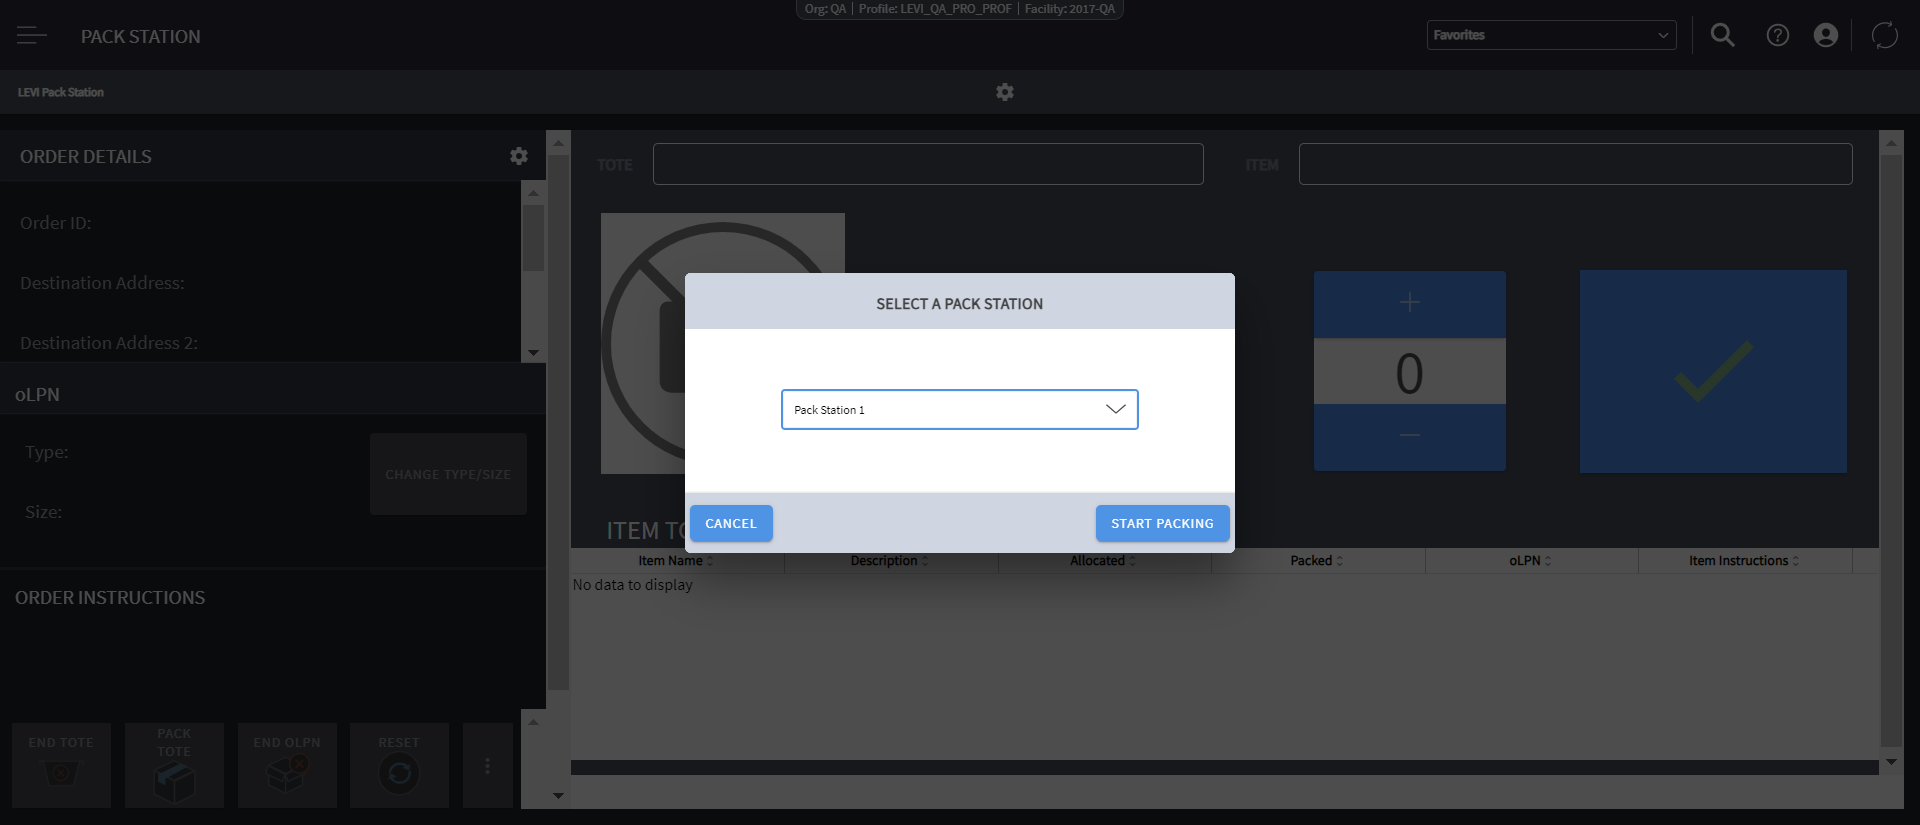 Org: QA | Profile: LEVI_QA_PRO_PROF | Facility: 2017-QA
PACK STATION
Favorites
LEVI Pack Station
ORDER DETAILS
Order ID:
Destination Address:
Destination Address 2:
oLPN
Type:
CHANGE TYPE/SIZE
Size:
ORDER INSTRUCTIONS
END TOTE
PACK
TOTE
END OLPN
RESET
TOTE
ITEM
+
0
−
SELECT A PACK STATION
Pack Station 1
CANCEL
START PACKING
ITEM TO
Item Name
Description
Allocated
Packed
oLPN
Item Instructions
No data to display